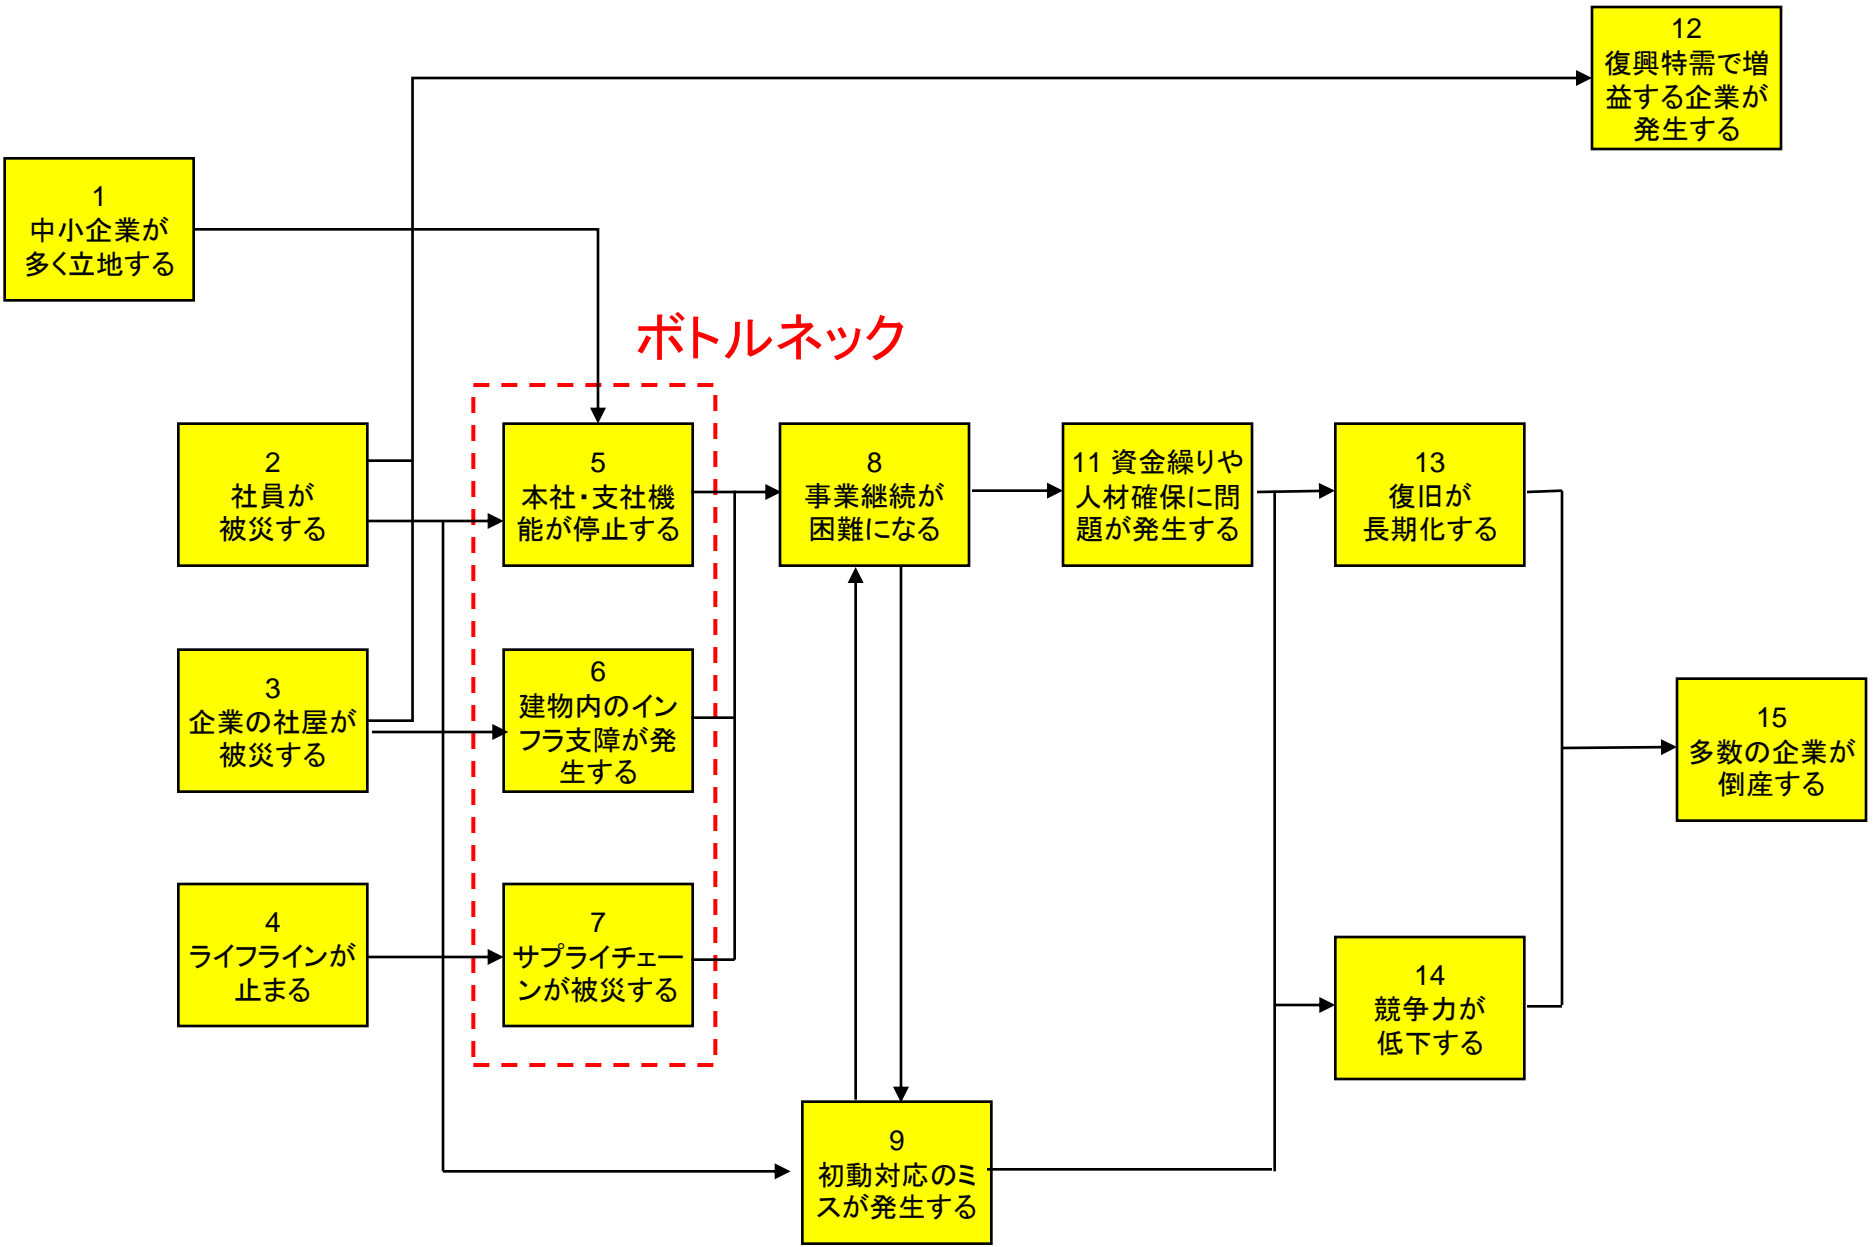 12
復興特需で増
益する企業が
発生する
1
中小企業が
多く立地する
ボトルネック
2
社員が
被災する
5
本社・支社機
能が停止する
8
事業継続が
困難になる
11 資金繰りや
人材確保に問
題が発生する
13
復旧が
長期化する
3
企業の社屋が
被災する
6
建物内のイン
フラ支障が発
生する
15
多数の企業が
倒産する
4
ライフラインが
止まる
7
サプライチェー
ンが被災する
14
競争力が
低下する
9
初動対応のミ
スが発生する